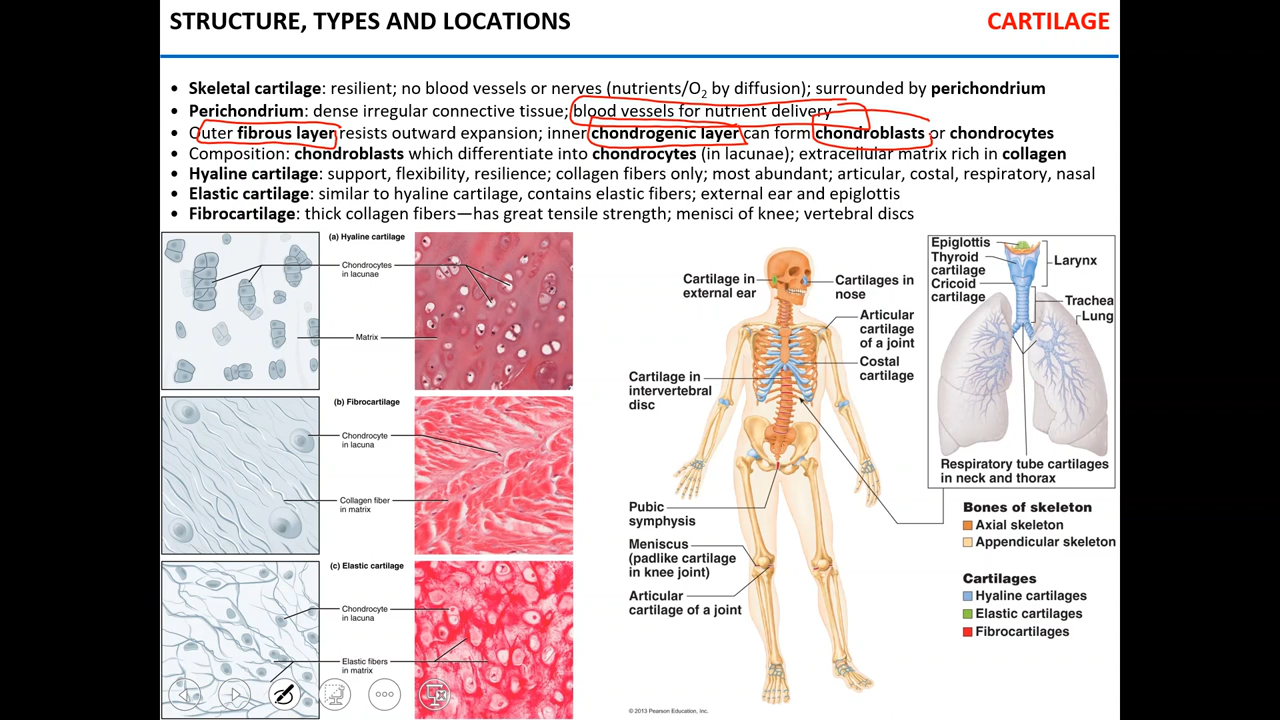 STRUCTURE, TYPES AND LOCATIONS
CARTILAGE
• Skeletal cartilage: resilient; no blood vessels or nerves (nutrients/O2 by diffusion); surrounded by perichondrium
• Perichondrium: dense irregular connective tissue; blood vessels for nutrient delivery
• Outer fibrous layer resists outward expansion; inner chondrogenic layer can form chondroblasts or chondrocytes
• Composition: chondroblasts which differentiate into chondrocytes (in lacunae); extracellular matrix rich in collagen
• Hyaline cartilage: support, flexibility, resilience; collagen fibers only; most abundant; articular, costal, respiratory, nasal
• Elastic cartilage: similar to hyaline cartilage, contains elastic fibers; external ear and epiglottis
• Fibrocartilage: thick collagen fibers—has great tensile strength; menisci of knee; vertebral discs
(a) Hyaline cartilage
Chondrocytes
in lacunae
Matrix
(b) Fibrocartilage
Chondrocyte
in lacuna
Collagen fiber
in matrix
(c) Elastic cartilage
Chondrocyte
in lacuna
Elastic fibers
in matrix
Cartilage in
external ear
Cartilages in
nose
Articular
cartilage
of a joint
Costal
cartilage
Cartilage in
intervertebral
disc
Pubic
symphysis
Meniscus
(padlike cartilage
in knee joint)
Articular
cartilage of a joint
Epiglottis
Thyroid
cartilage
Cricoid
cartilage
Larynx
Trachea
Lung
Respiratory tube cartilages
in neck and thorax
Bones of skeleton
Axial skeleton
Appendicular skeleton
Cartilages
Hyaline cartilages
Elastic cartilages
Fibrocartilages
© 2013 Pearson Education, Inc.